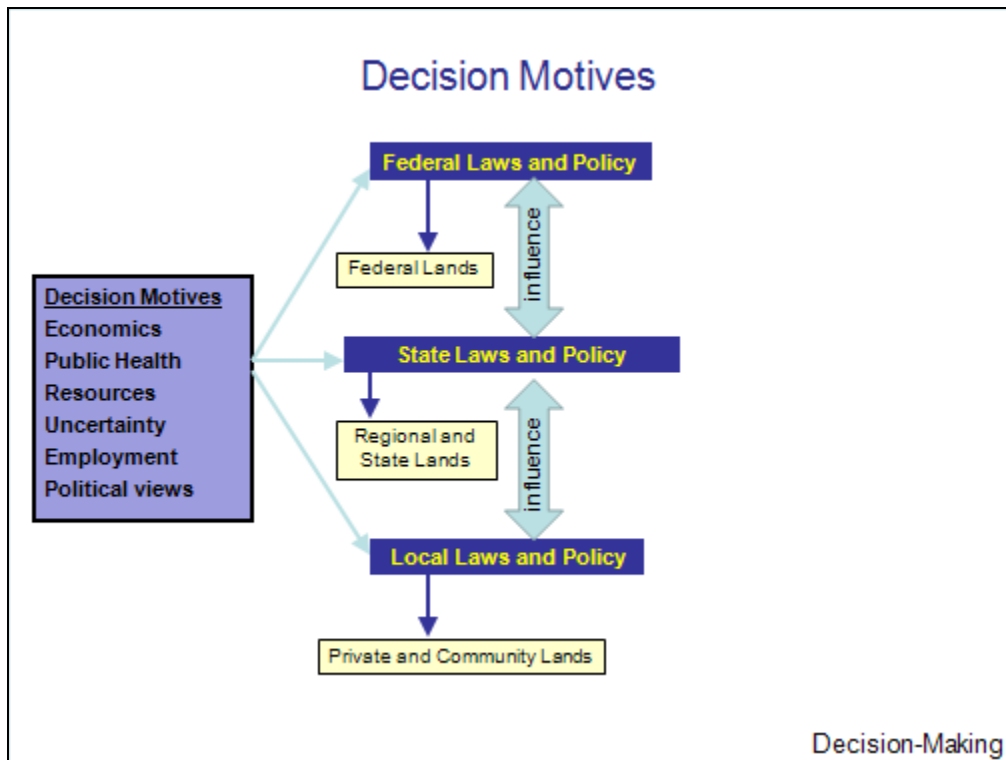 Decision Motives
Federal Laws and Policy
influence
Federal Lands
Decision Motives
Economics
Public Health
Resources
Uncertainty
Employment
Political views
State Laws and Policy
influence
Regional and
State Lands
Local Laws and Policy
Private and Community Lands
Decision-Making